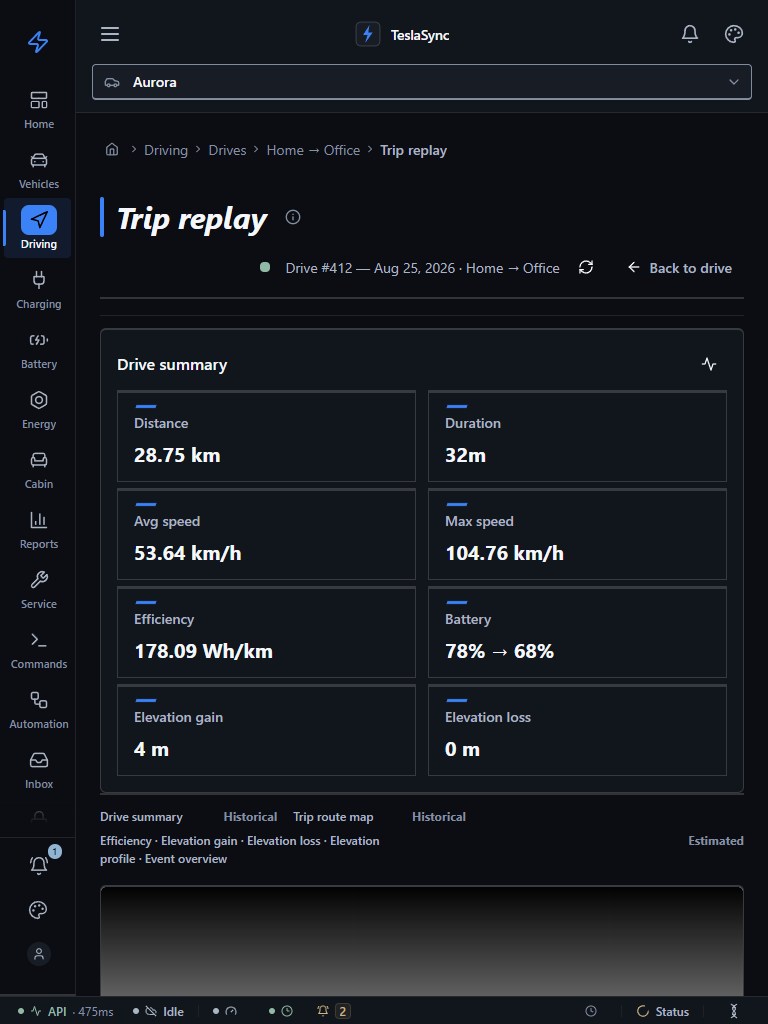 TeslaSync
Aurora
Home
Vehicles
Driving
Charging
Battery
Energy
Cabin
Reports
Service
Commands
Automation
Inbox
1
Driving > Drives > Home → Office > Trip replay
Trip replay
Drive #412 — Aug 25, 2026 · Home → Office
← Back to drive
Drive summary
Distance
28.75 km
Duration
32m
Avg speed
53.64 km/h
Max speed
104.76 km/h
Efficiency
178.09 Wh/km
Battery
78% → 68%
Elevation gain
4 m
Elevation loss
0 m
Drive summary Historical Trip route map Historical
Efficiency · Elevation gain · Elevation loss · Elevation
profile · Event overview
Estimated
API · 475ms Idle 2 Status